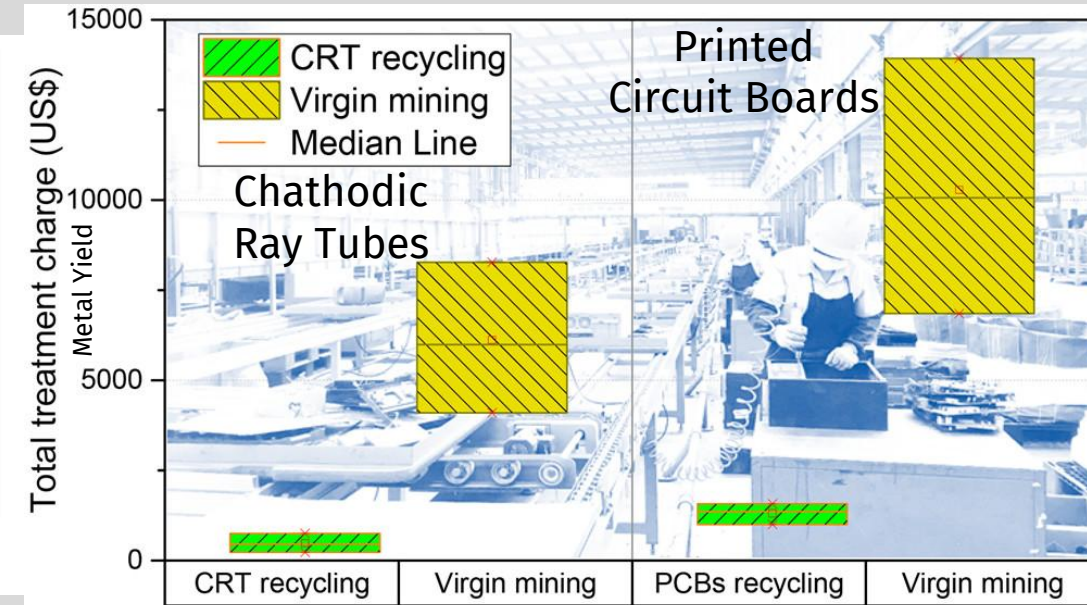 15000
10000
5000
0
Total treatment charge (US$)
Metal Yield
CRT recycling
Virgin mining
Median Line
Chathodic
Ray Tubes
Printed
Circuit Boards
CRT recycling
Virgin mining
PCBs recycling
Virgin mining